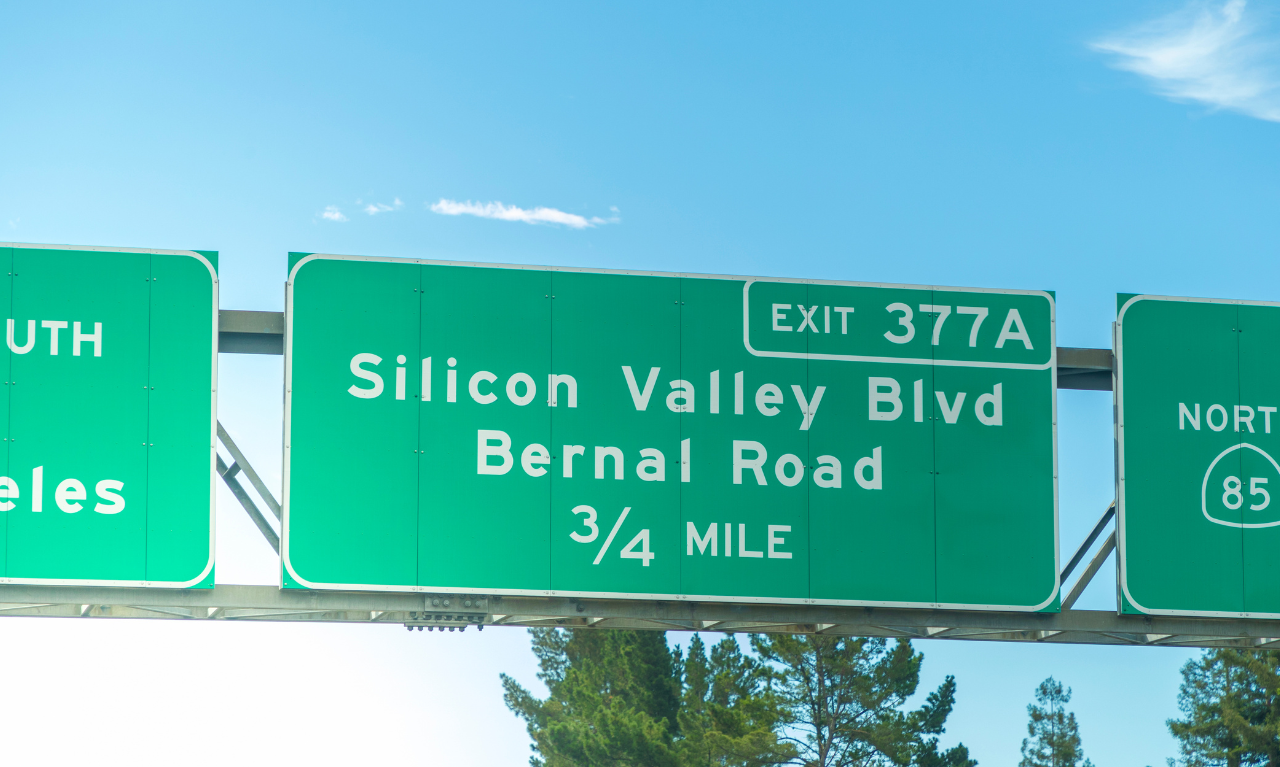 UTH
eles
EXIT 377A
Silicon Valley Blvd
Bernal Road
3/4 MILE
NORT
85